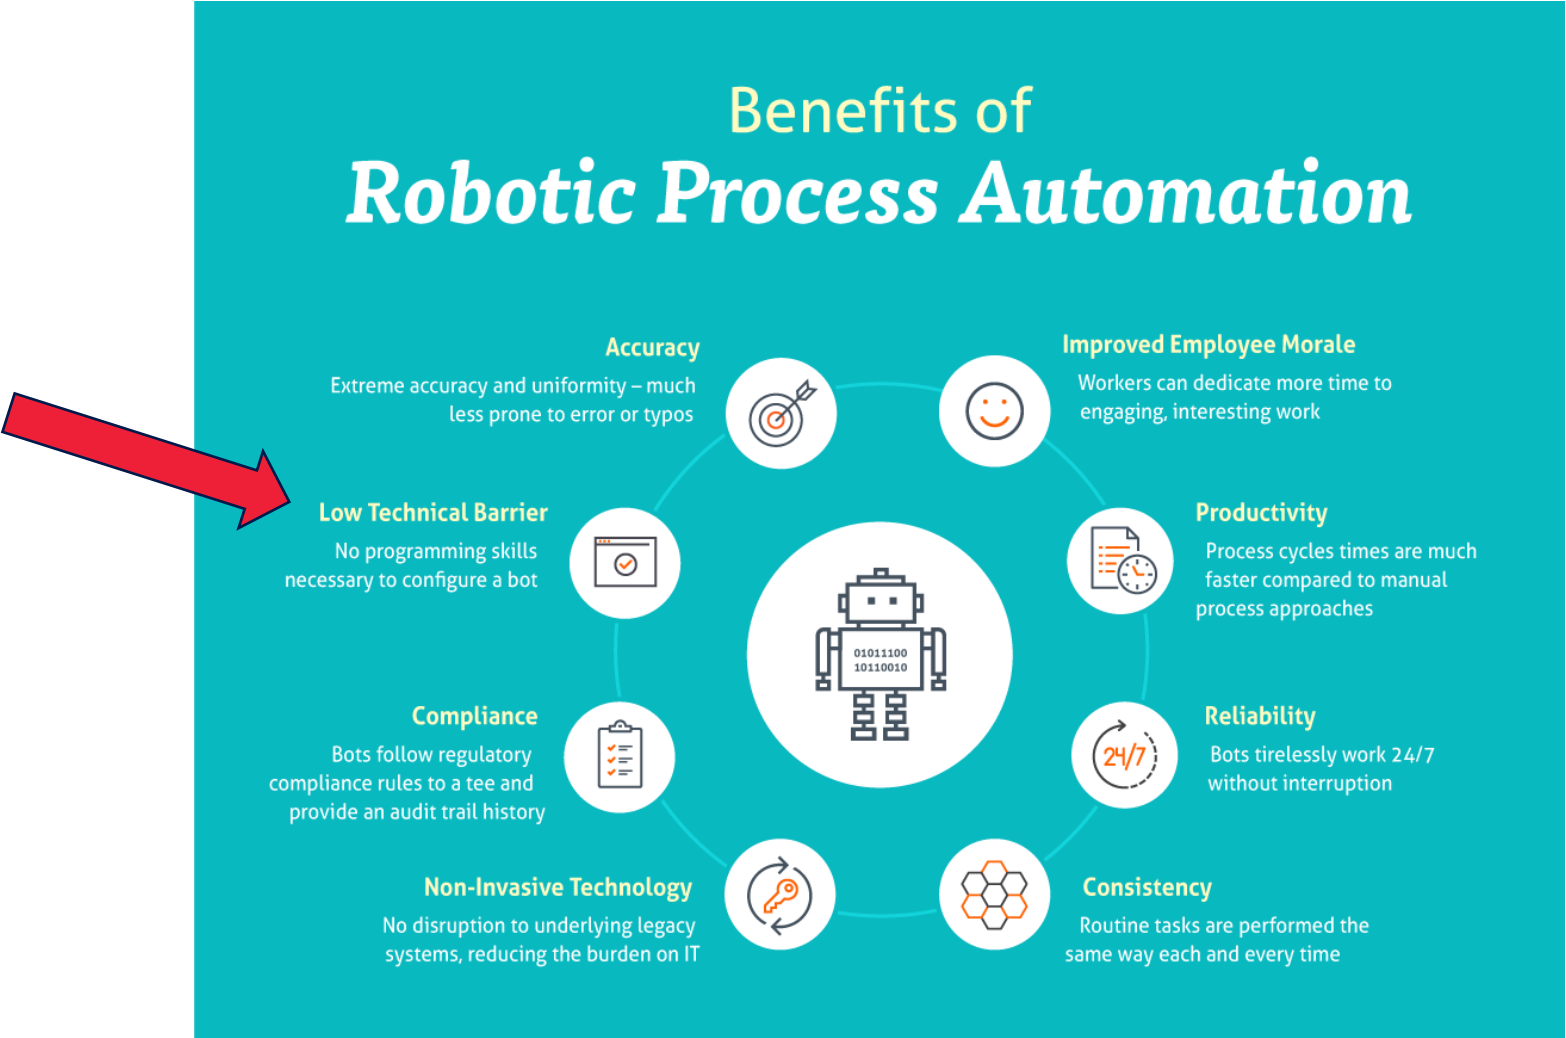 Benefits of
Robotic Process Automation
Accuracy
Extreme accuracy and uniformity – much
less prone to error or typos
Improved Employee Morale
Workers can dedicate more time to
engaging, interesting work
Low Technical Barrier
No programming skills
necessary to configure a bot
Productivity
Process cycles times are much
faster compared to manual
process approaches
01011100
10110010
Compliance
Bots follow regulatory
compliance rules to a tee and
provide an audit trail history
Reliability
Bots tirelessly work 24/7
without interruption
24/7
Non-Invasive Technology
No disruption to underlying legacy
systems, reducing the burden on IT
Consistency
Routine tasks are performed the
same way each and every time